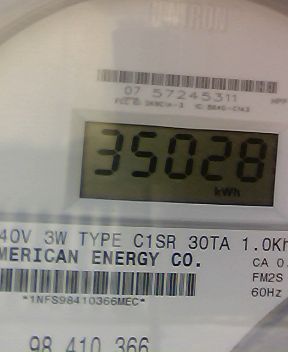 CENTRON
07 57245311
35028
kWh
40V 3W TYPE C1SR 30TA 1.0Kh
MERICAN ENERGY CO.
CA 0.
FM2S
*1NFS98410366MEC*
60Hz
98 410 366